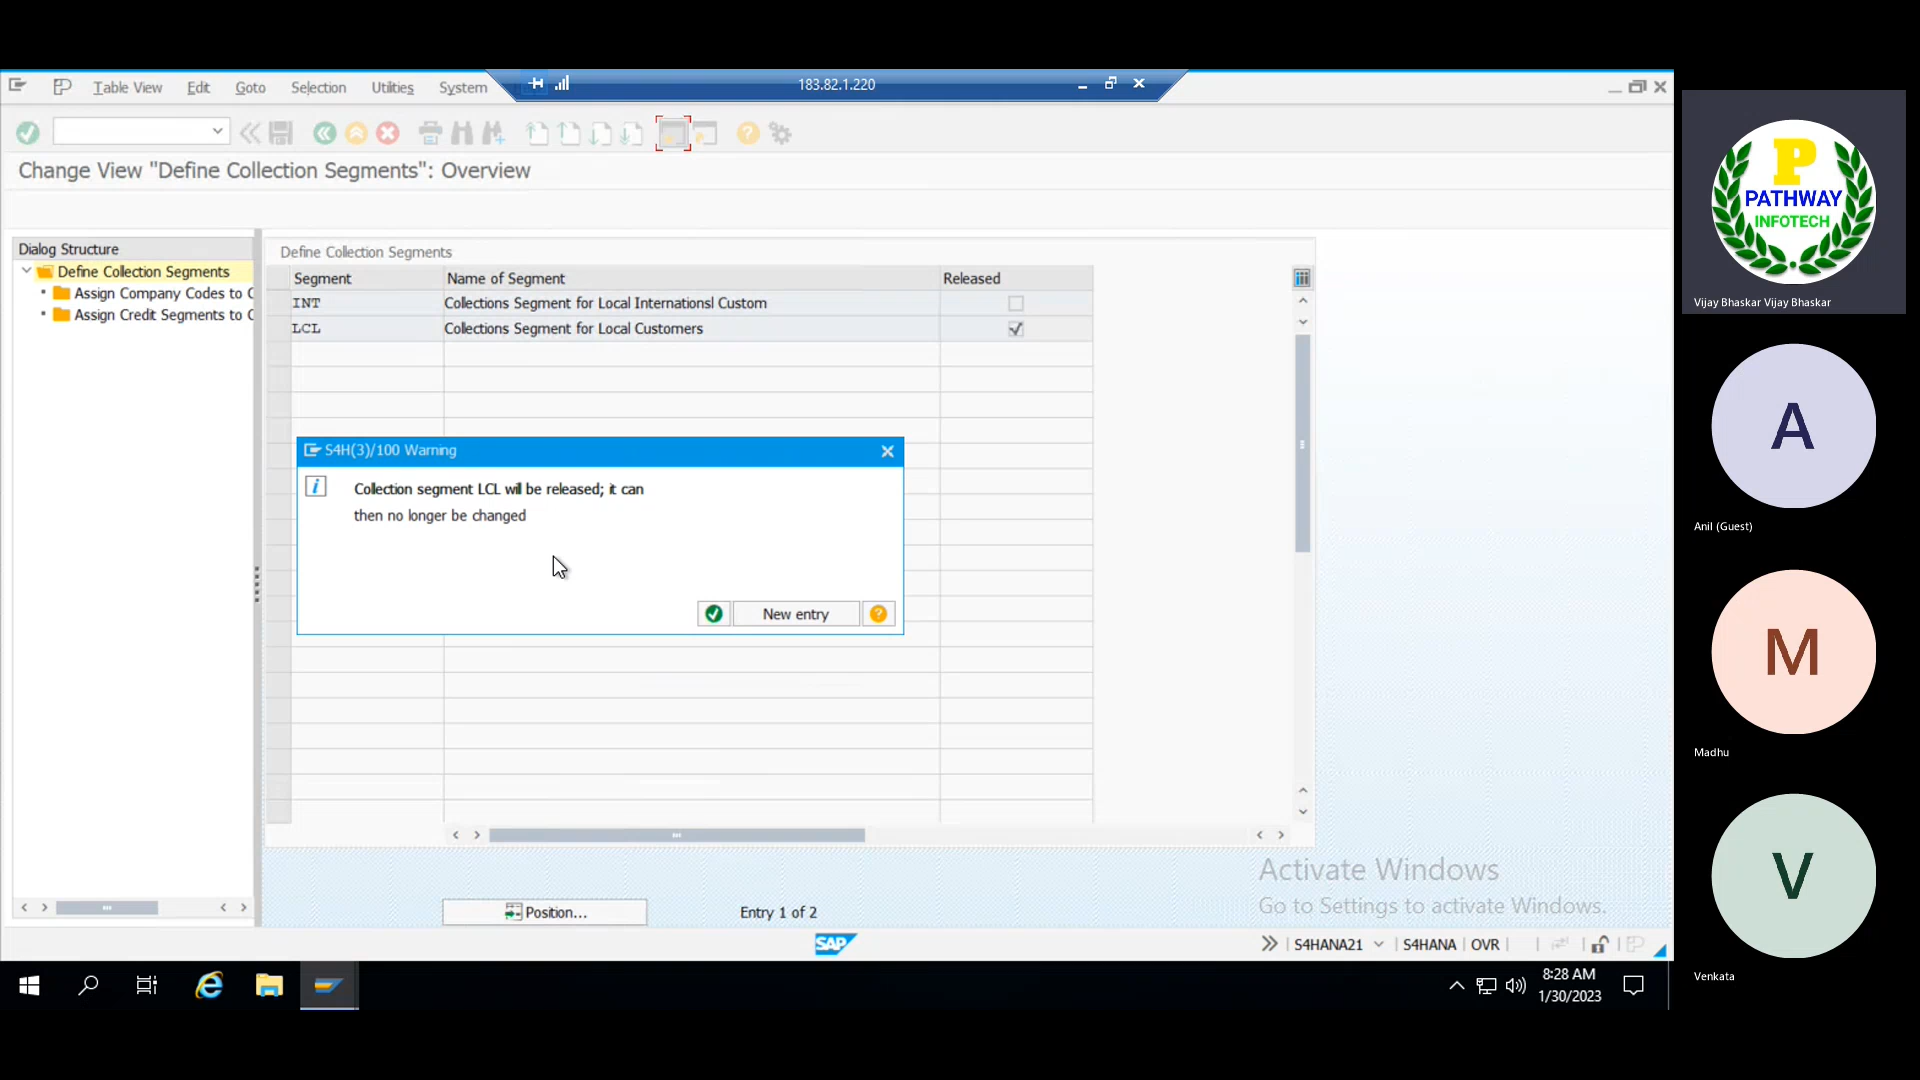 183.82.1.220
Table View Edit Goto Selection Utilities System
Change View "Define Collection Segments": Overview
Dialog Structure
Define Collection Segments
Assign Company Codes to C
Assign Credit Segments to C
Define Collection Segments
Segment Name of Segment Released
INT Collections Segment for Local Internationsl Custom
LCL Collections Segment for Local Customers
S4H(3)/100 Warning
Collection segment LCL will be released; it can
then no longer be changed
New entry
Position...
Entry 1 of 2
Activate Windows
Go to Settings to activate Windows.
SAP
S4HANA21 S4HANA OVR
8:28 AM
1/30/2023
P
PATHWAY
INFOTECH
Vijay Bhaskar Vijay Bhaskar
A
Anil (Guest)
M
Madhu
V
Venkata